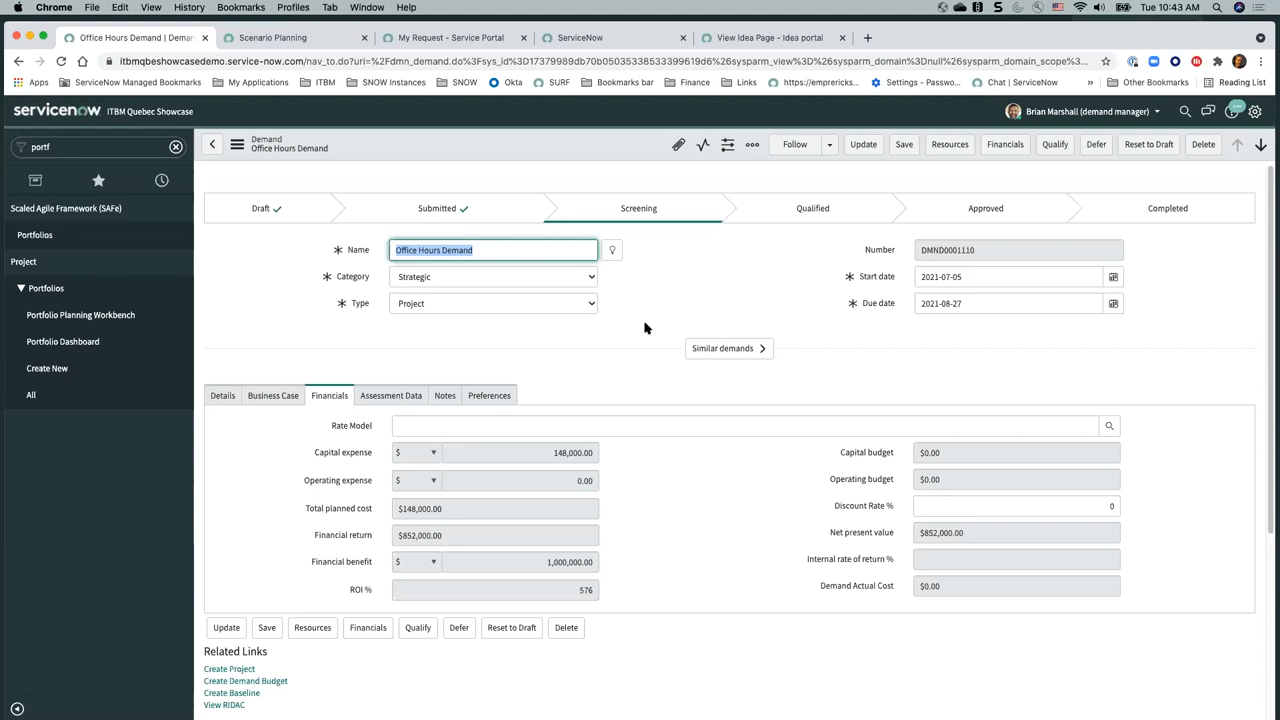 Chrome File Edit View History Bookmarks Profiles Tab Window Help Tue 10:43 AM
Office Hours Demand | Deman Scenario Planning My Request - Service Portal ServiceNow View Idea Page - Idea portal
itbmqbeshowcasedemo.service-now.com/nav_to.do?uri=%2Fdmn_demand.do%3Fsys_id%3D17379989db70b05035338533399619d6%26sysparm_view%3D%26sysparm_domain%3Dnull%26sysparm_domain_scope%3D...
Apps ServiceNow Managed Bookmarks My Applications ITBM SNOW Instances SNOW Okta SURF Bookmarks bar Finance Links https://emprericks... Settings - Passwo... Chat | ServiceNow Other Bookmarks Reading List
servicenow ITBM Quebec Showcase Brian Marshall (demand manager)
portf
Demand
Office Hours Demand
Follow Update Save Resources Financials Qualify Defer Reset to Draft Delete
Scaled Agile Framework (SAFe)
Portfolios
Project
Portfolios
Portfolio Planning Workbench
Portfolio Dashboard
Create New
All
Draft Submitted Screening Qualified Approved Completed
Name Office Hours Demand Number DMND0001110
Category Strategic Start date 2021-07-05
Type Project Due date 2021-08-27
Similar demands
Details Business Case Financials Assessment Data Notes Preferences
Rate Model
Capital expense $ 148,000.00 Capital budget $0.00
Operating expense $ 0.00 Operating budget $0.00
Total planned cost $148,000.00 Discount Rate % 0
Financial return $852,000.00 Net present value $852,000.00
Financial benefit $ 1,000,000.00 Internal rate of return %
ROI % 576 Demand Actual Cost $0.00
Update Save Resources Financials Qualify Defer Reset to Draft Delete
Related Links
Create Project
Create Demand Budget
Create Baseline
View RIDAC